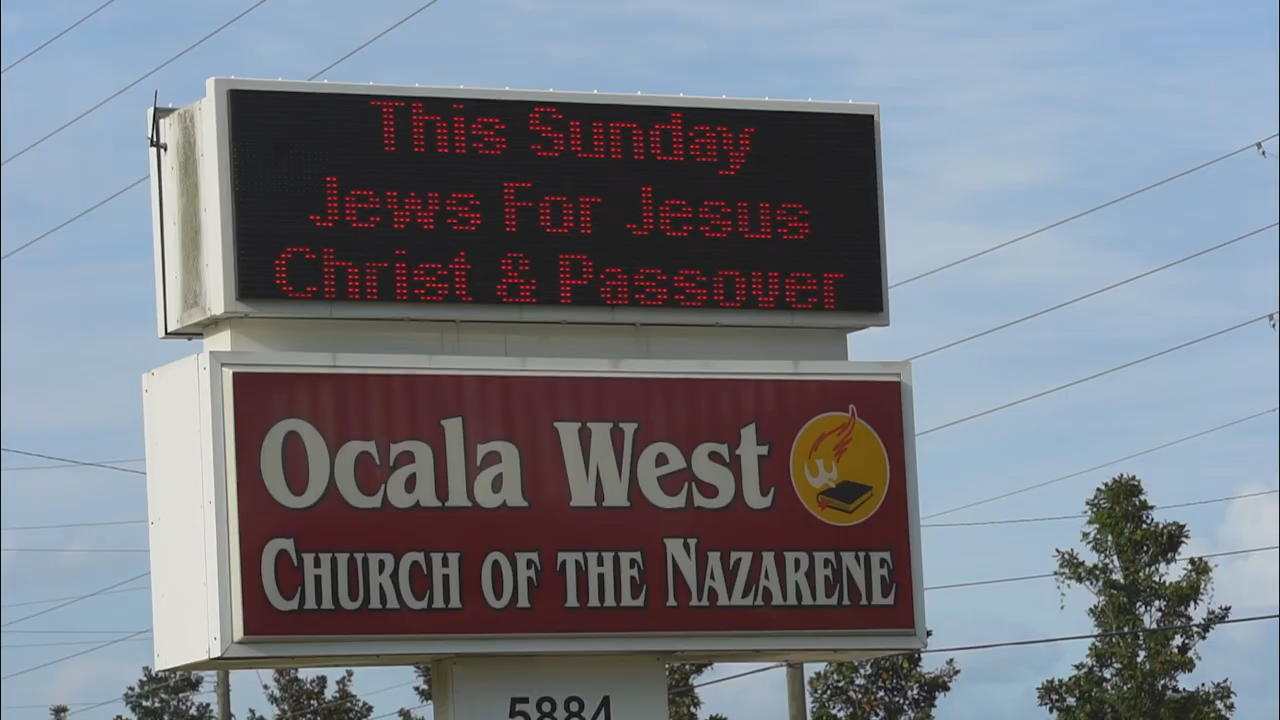 This Sunday
Jews For Jesus
Christ & Passover
Ocala West
Church of the Nazarene
5884